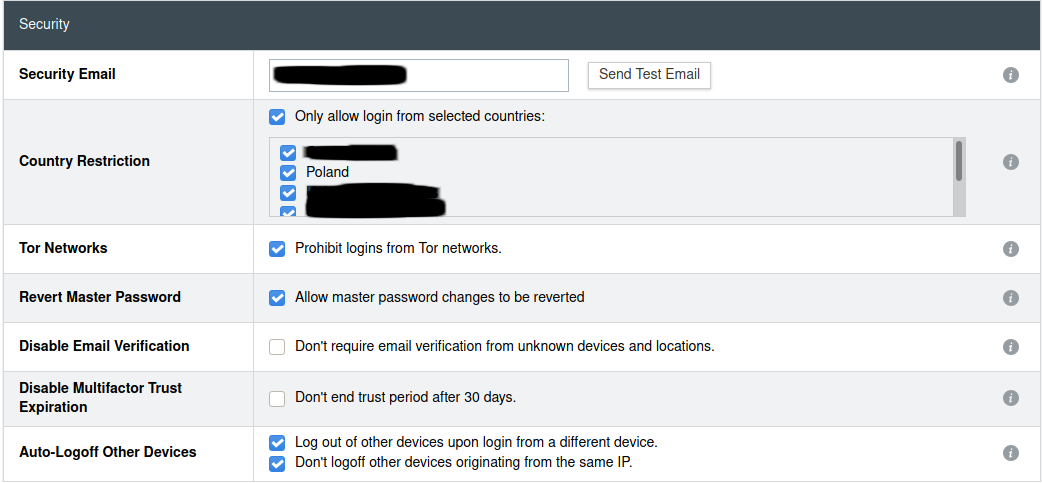 Security
Security Email
Send Test Email
Only allow login from selected countries:
Country Restriction
Poland
Tor Networks
Prohibit logins from Tor networks.
Revert Master Password
Allow master password changes to be reverted
Disable Email Verification
Don't require email verification from unknown devices and locations.
Disable Multifactor Trust
Expiration
Don't end trust period after 30 days.
Auto-Logoff Other Devices
Log out of other devices upon login from a different device.
Don't logoff other devices originating from the same IP.